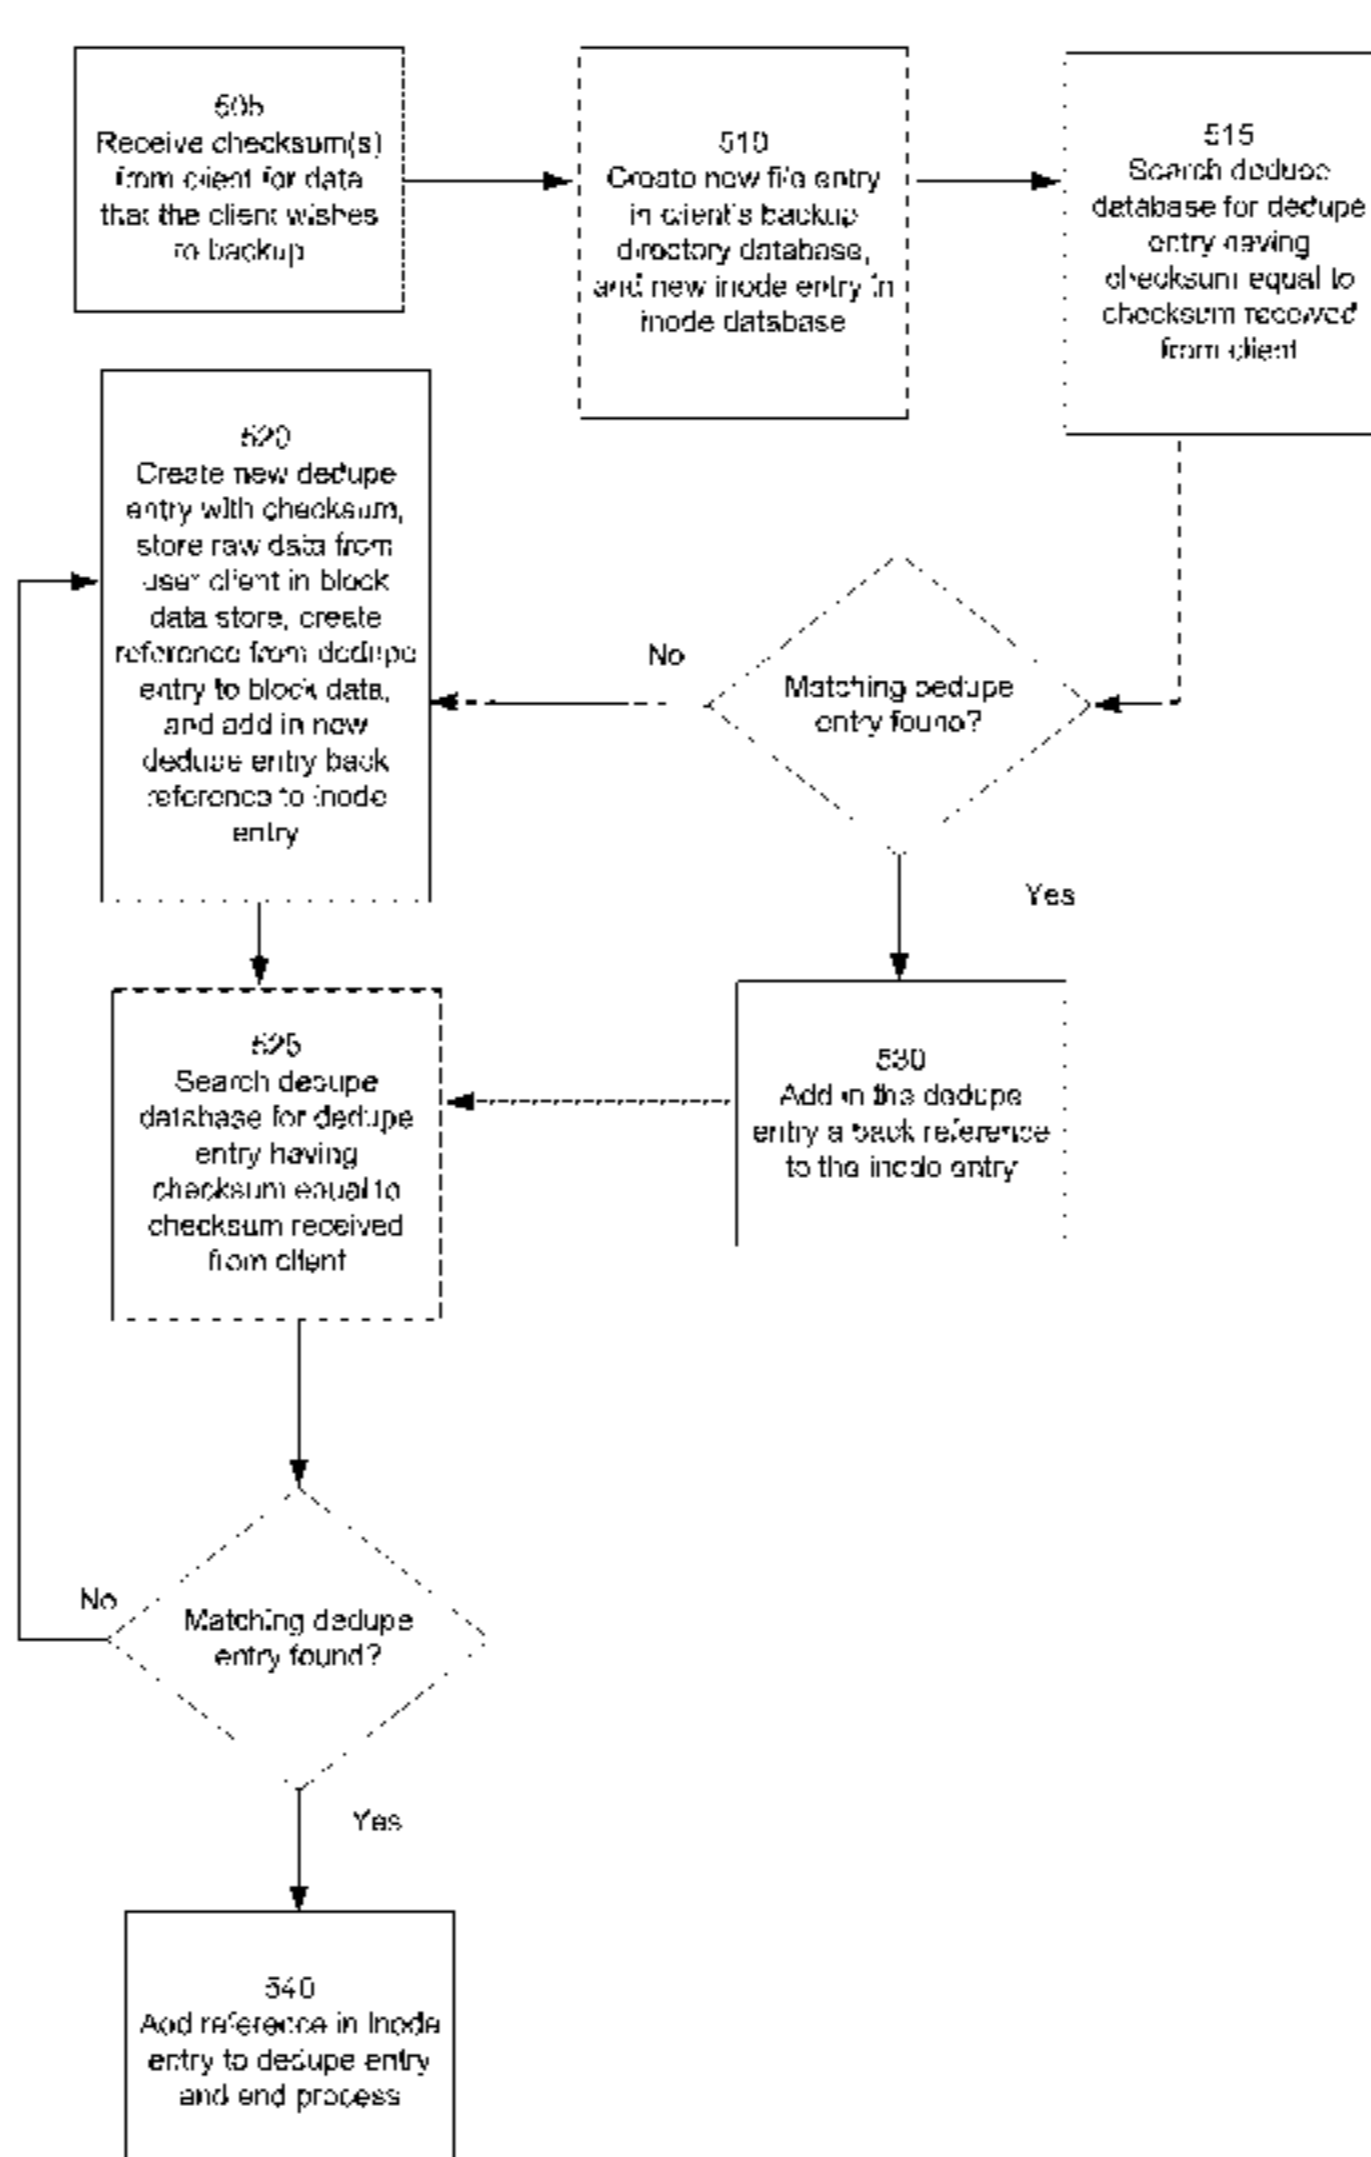 505
Receive checksum(s)
from client for data
that the client wishes
to backup
510
Create new file entry
in client's backup
directory database,
and new inode entry in
inode database
515
Search dedupe
database for dedupe
entry having
checksum equal to
checksum received
from client
520
Create new dedupe
entry with checksum,
store raw data from
user client in block
data store, create
reference from dedupe
entry to block data,
and add in new
dedupe entry back
reference to inode
entry
No
Matching dedupe
entry found?
Yes
525
Search dedupe
database for dedupe
entry having
checksum equal to
checksum received
from client
530
Add in the dedupe
entry a back reference
to the inode entry
No
Matching dedupe
entry found?
Yes
540
Add reference in Inode
entry to dedupe entry
and end process